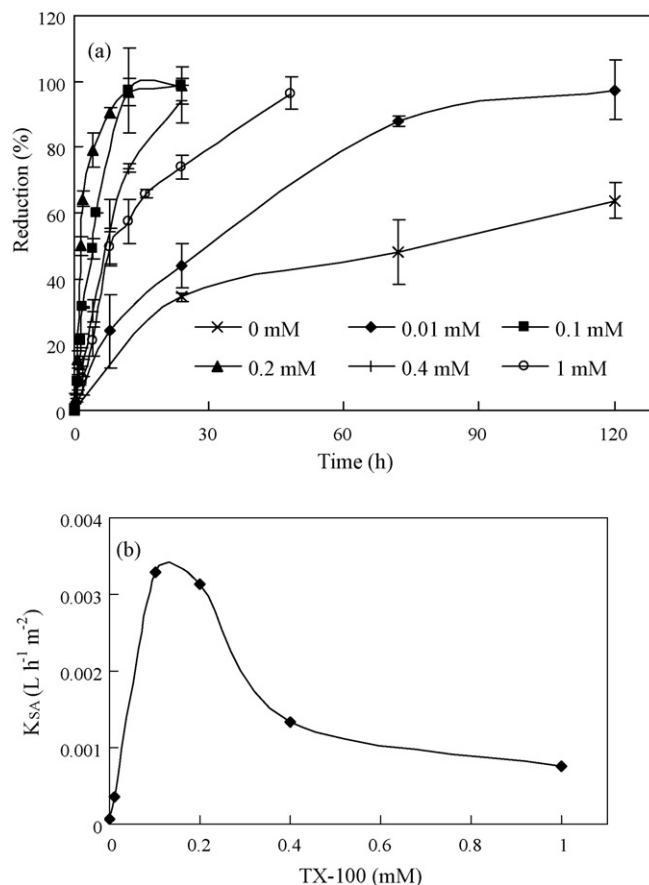 120
(a)
100
80
60
40
20
0
Reduction (%)
0 mM
0.01 mM
0.1 mM
0.2 mM
0.4 mM
1 mM
0
30
60
90
120
Time (h)
0.004
(b)
0.003
0.002
0.001
0
KSA (L h-1 m-2)
0
0.2
0.4
0.6
0.8
1
TX-100 (mM)